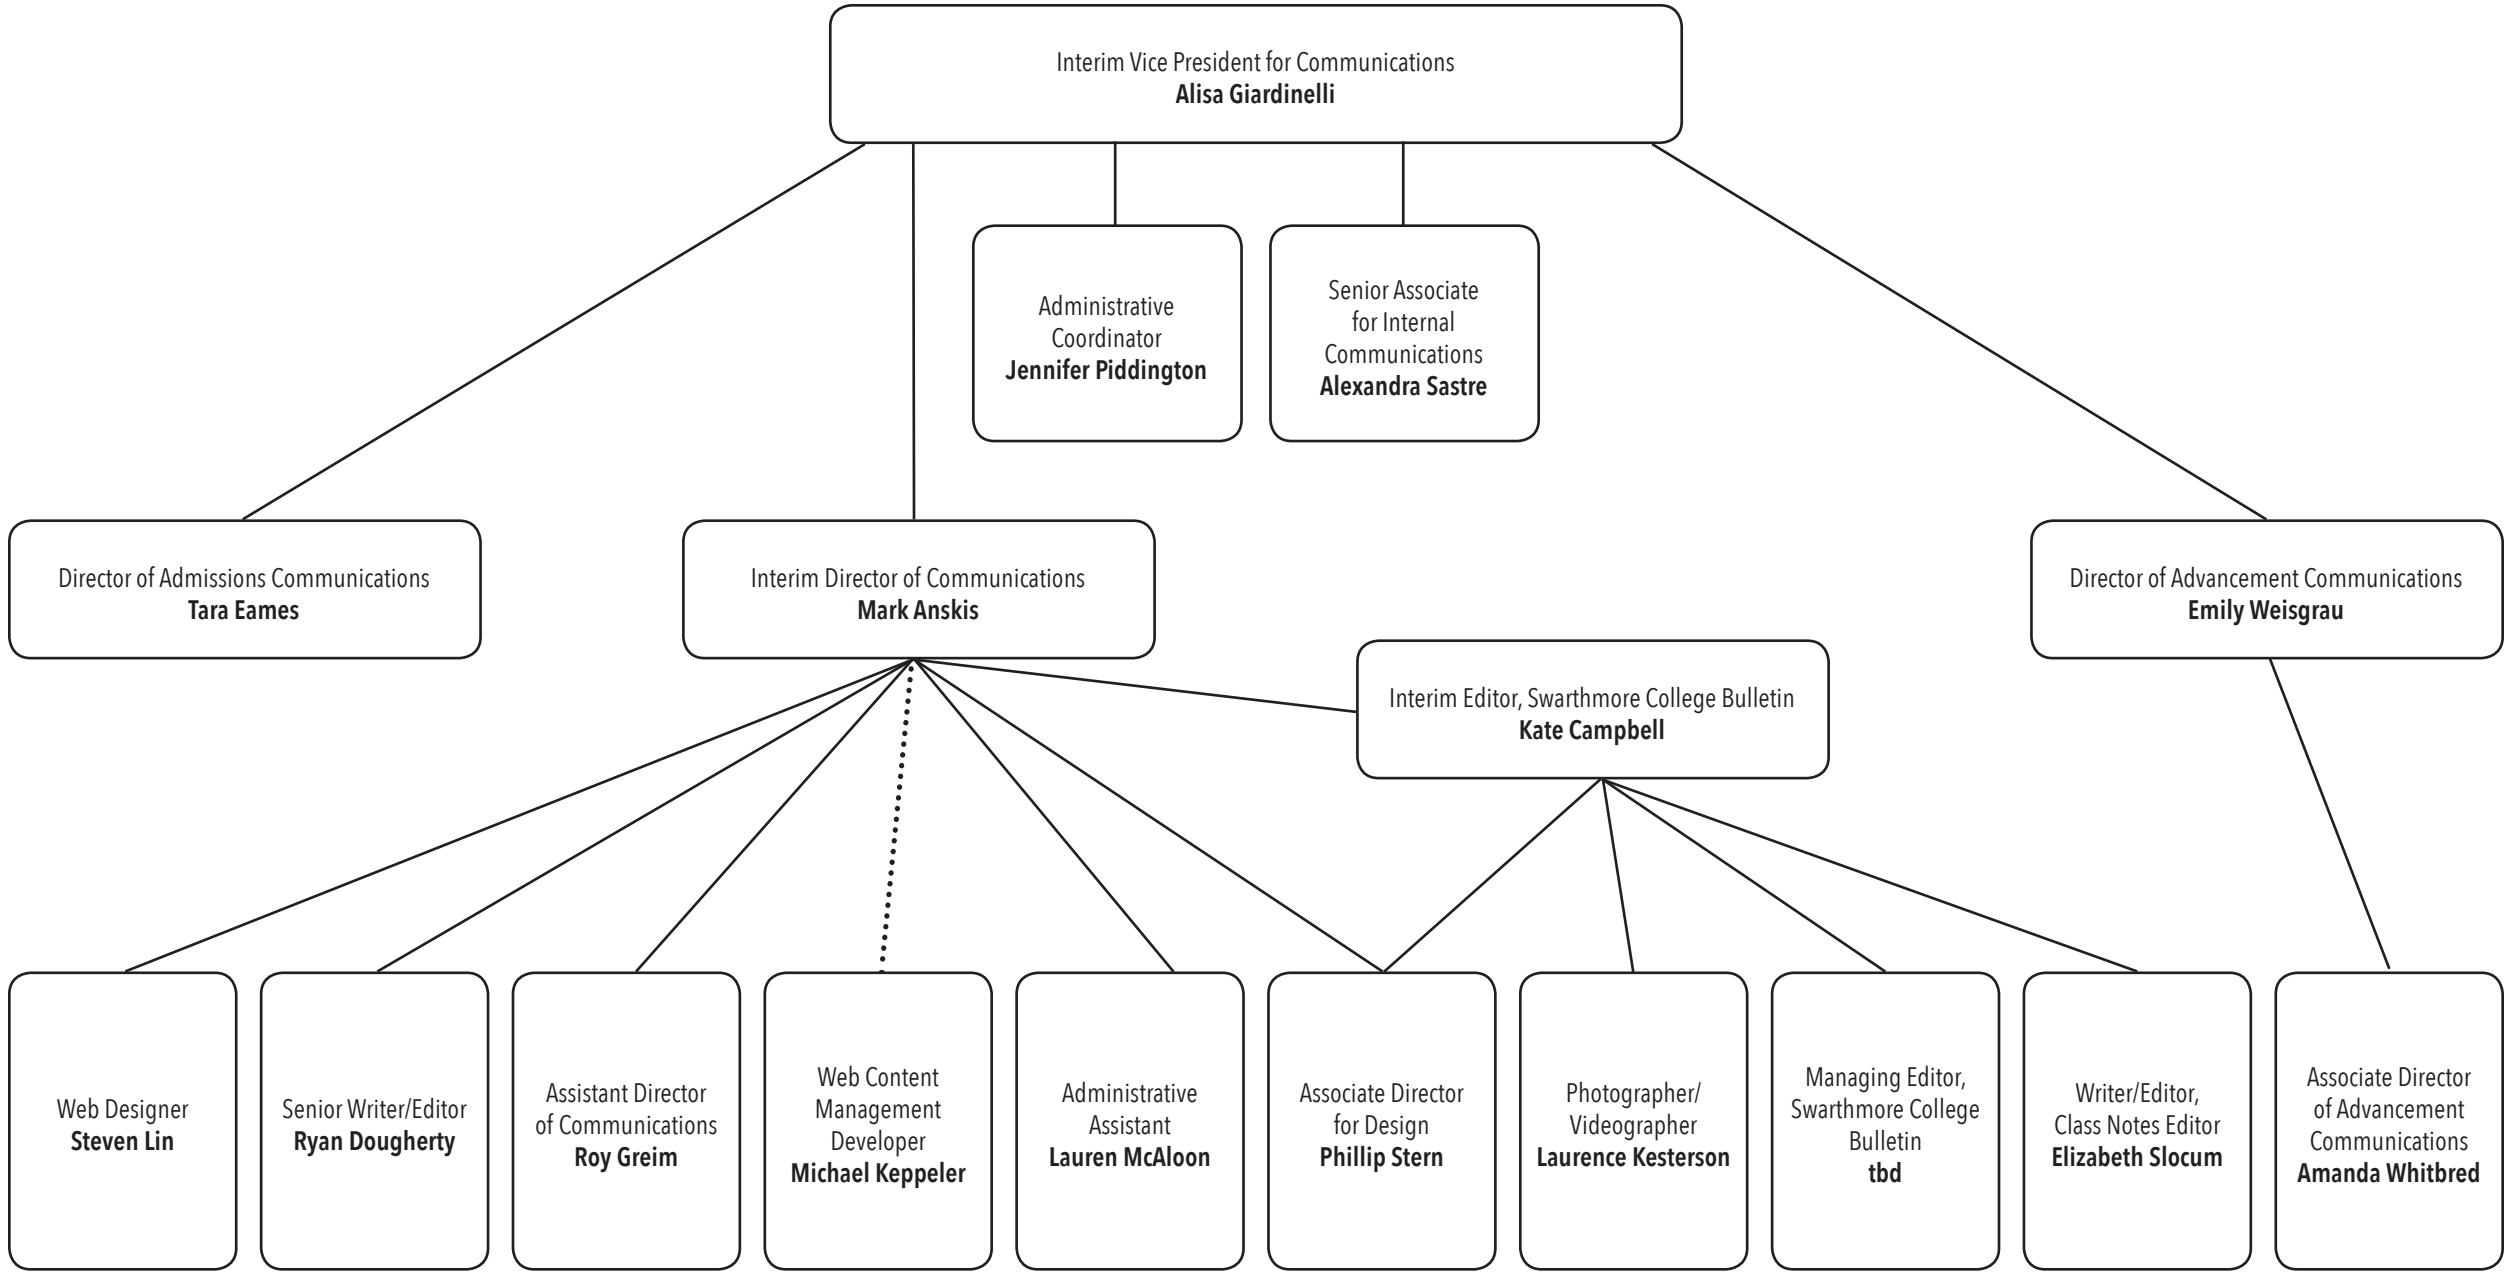 Interim Vice President for Communications
Alisa Giardinelli
Administrative
Coordinator
Jennifer Piddington
Senior Associate
for Internal
Communications
Alexandra Sastre
Director of Admissions Communications
Tara Eames
Interim Director of Communications
Mark Anskis
Director of Advancement Communications
Emily Weisgrau
Interim Editor, Swarthmore College Bulletin
Kate Campbell
Web Designer
Steven Lin
Senior Writer/Editor
Ryan Dougherty
Assistant Director
of Communications
Roy Greim
Web Content
Management
Developer
Michael Keppeler
Administrative
Assistant
Lauren McAloon
Associate Director
for Design
Phillip Stern
Photographer/
Videographer
Laurence Kesterson
Managing Editor,
Swarthmore College
Bulletin
tbd
Writer/Editor,
Class Notes Editor
Elizabeth Slocum
Associate Director
of Advancement
Communications
Amanda Whitbred